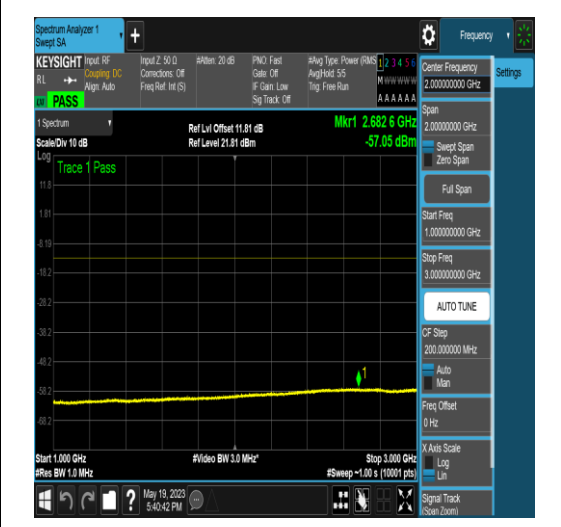 Spectrum Analyzer 1
Swept SA
+
Frequency
KEYSIGHT
Input: RF
Coupling: DC
Align: Auto
Input Z: 50 Ω
Corrections: Off
Freq Ref: Int (S)
#Atten: 20 dB
PNO: Fast
Gate: Off
IF Gain: Low
Sig Track: Off
#Avg Type: Power (RMS
Avg|Hold: 5/5
Trig: Free Run
1 2 3 4 5 6
M W W W W W
A A A A A A
RL
LXI
PASS
Center Frequency
2.000000000 GHz
Settings
1 Spectrum
Scale/Div 10 dB
Ref Lvl Offset 11.81 dB
Ref Level 21.81 dBm
Mkr1 2.682 6 GHz
-57.05 dBm
Span
2.00000000 GHz
Swept Span
Zero Span
Full Span
Start Freq
1.000000000 GHz
Stop Freq
3.000000000 GHz
AUTO TUNE
CF Step
200.000000 MHz
Auto
Man
Freq Offset
0 Hz
X Axis Scale
Log
Lin
Signal Track
(Span Zoom)
Log
Trace 1 Pass
11.8
1.81
-8.19
-18.2
-28.2
-38.2
-48.2
-58.2
-68.2
1
Start 1.000 GHz
#Res BW 1.0 MHz
#Video BW 3.0 MHz*
Stop 3.000 GHz
#Sweep ~1.00 s (10001 pts)
?
May 19, 2023
5:40:42 PM